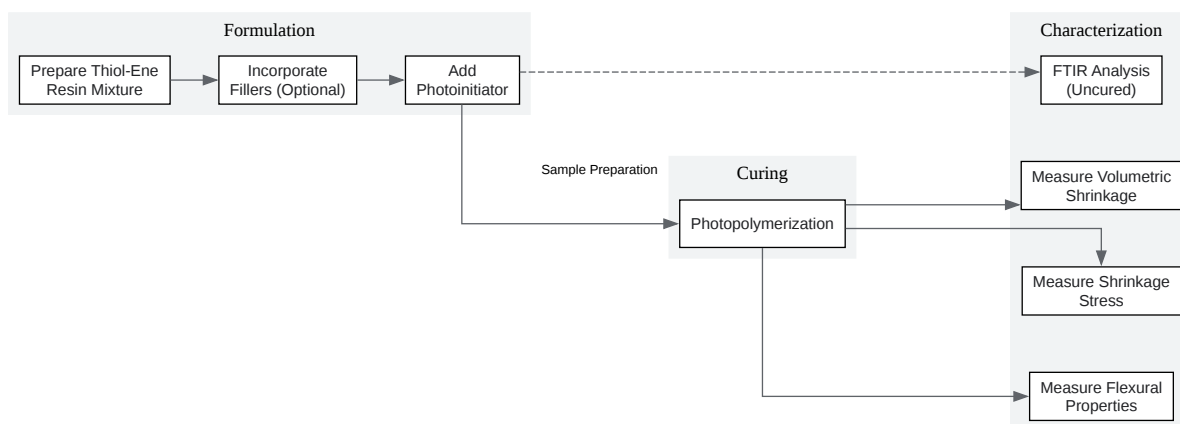 Formulation
Characterization
Prepare Thiol-Ene
Resin Mixture
Incorporate
Fillers (Optional)
Add
Photoinitiator
FTIR Analysis
(Uncured)
Sample Preparation
Curing
Photopolymerization
Measure Volumetric
Shrinkage
Measure Shrinkage
Stress
Measure Flexural
Properties